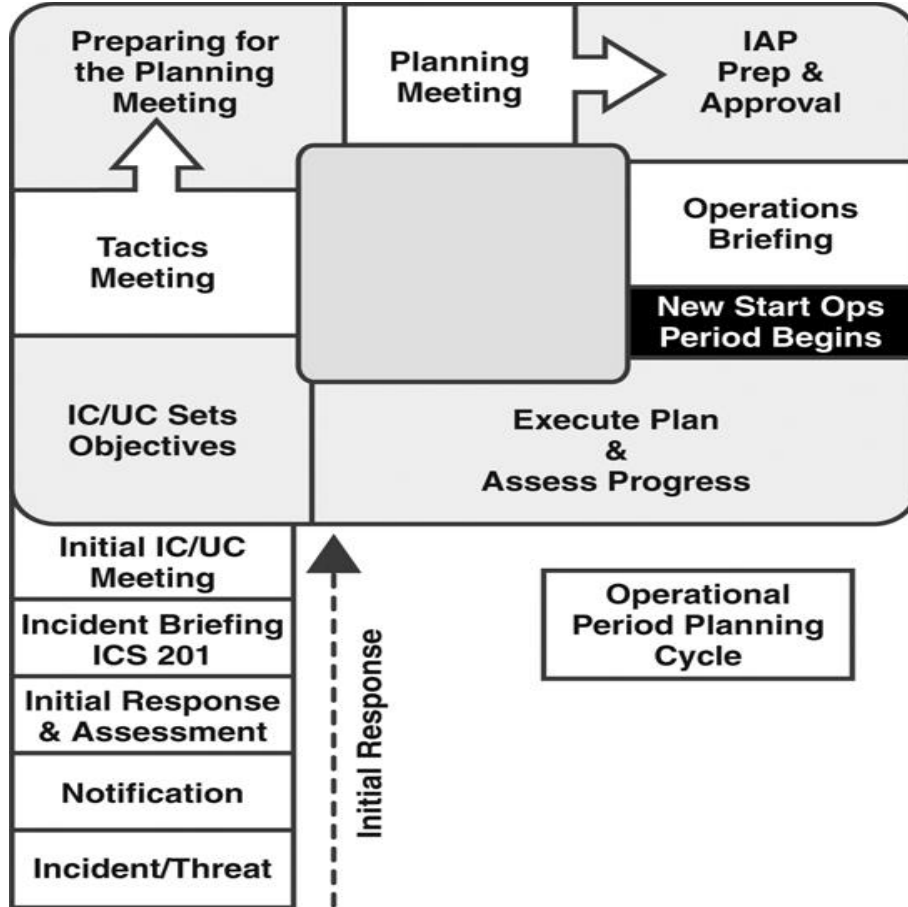 Preparing for
the Planning
Meeting
Planning
Meeting
IAP
Prep &
Approval
Tactics
Meeting
Operations
Briefing
New Start Ops
Period Begins
IC/UC Sets
Objectives
Execute Plan
&
Assess Progress
Initial IC/UC
Meeting
Incident Briefing
ICS 201
Initial Response
& Assessment
Notification
Incident/Threat
Initial Response
Operational
Period Planning
Cycle